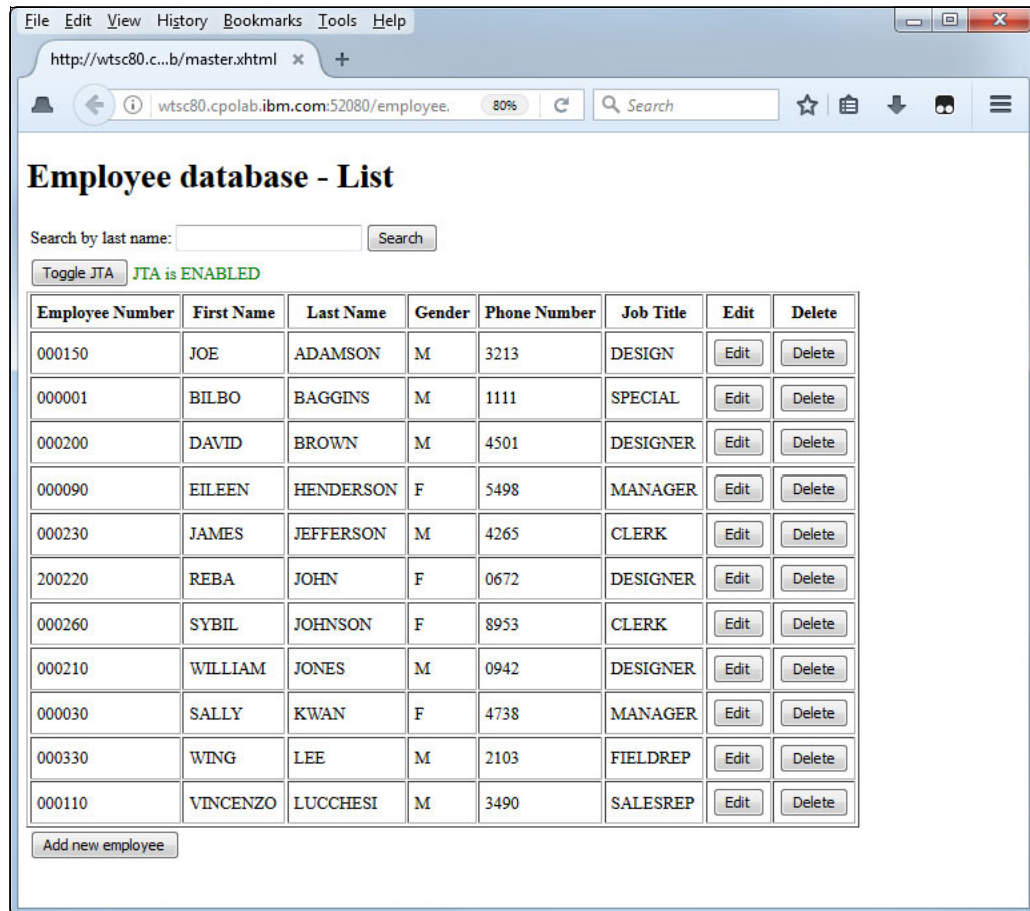 File Edit View History Bookmarks Tools Help
http://wtsc80.c...b/master.xhtml × +
wtsc80.cpolab.ibm.com:52080/employee. 80% Search
Employee database - List
Search by last name: Search
Toggle JTA JTA is ENABLED
Employee Number First Name Last Name Gender Phone Number Job Title Edit Delete
000150 JOE ADAMSON M 3213 DESIGN Edit Delete
000001 BILBO BAGGINS M 1111 SPECIAL Edit Delete
000200 DAVID BROWN M 4501 DESIGNER Edit Delete
000090 EILEEN HENDERSON F 5498 MANAGER Edit Delete
000230 JAMES JEFFERSON M 4265 CLERK Edit Delete
200220 REBA JOHN F 0672 DESIGNER Edit Delete
000260 SYBIL JOHNSON F 8953 CLERK Edit Delete
000210 WILLIAM JONES M 0942 DESIGNER Edit Delete
000030 SALLY KWAN F 4738 MANAGER Edit Delete
000330 WING LEE M 2103 FIELDREP Edit Delete
000110 VINCENZO LUCCHESI M 3490 SALESREP Edit Delete
Add new employee